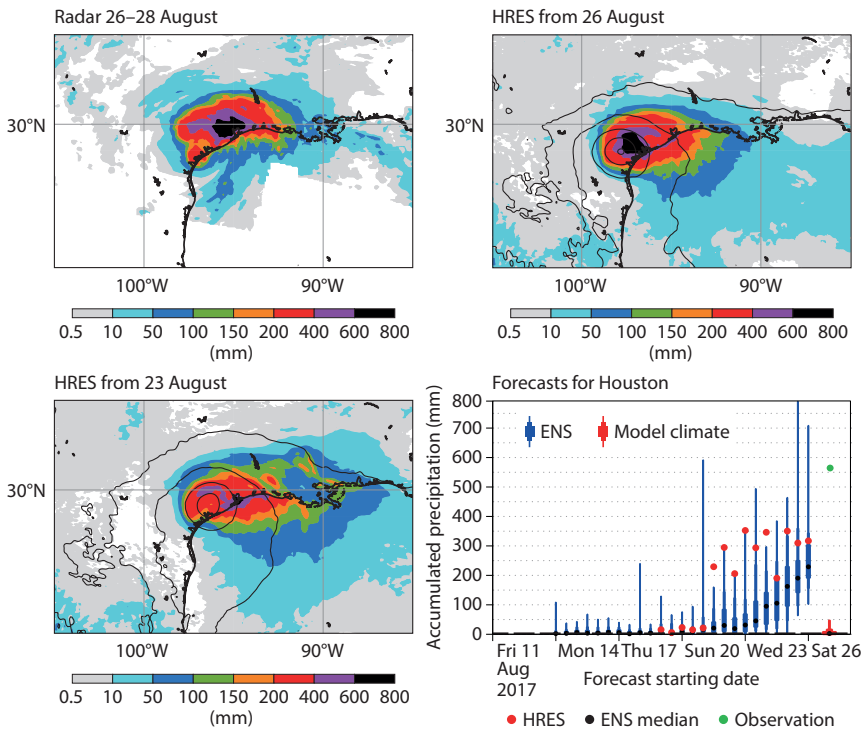 Radar 26–28 August
30°N
100°W 90°W
0.5 10 50 100 150 200 400 600 800
(mm)
HRES from 26 August
30°N
100°W 90°W
0.5 10 50 100 150 200 400 600 800
(mm)
HRES from 23 August
30°N
100°W 90°W
0.5 10 50 100 150 200 400 600 800
(mm)
Forecasts for Houston
Accumulated precipitation (mm)
800
700
600
500
400
300
200
100
0
ENS Model climate
Fri 11 Mon 14 Thu 17 Sun 20 Wed 23 Sat 26
Aug
2017
Forecast starting date
HRES ENS median Observation